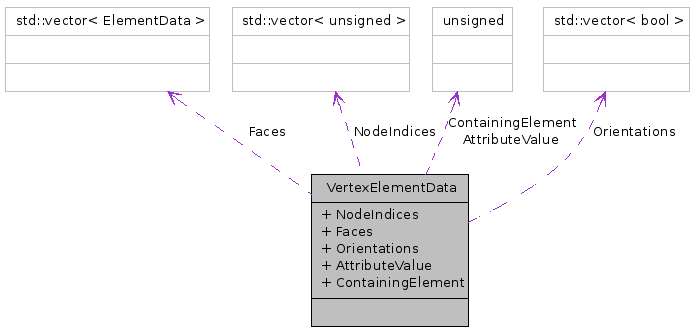 std::vector< ElementData >
std::vector< unsigned >
unsigned
std::vector< bool >
Faces
NodeIndices
ContainingElement
AttributeValue
Orientations
VertexElementData
+ NodeIndices
+ Faces
+ Orientations
+ AttributeValue
+ ContainingElement